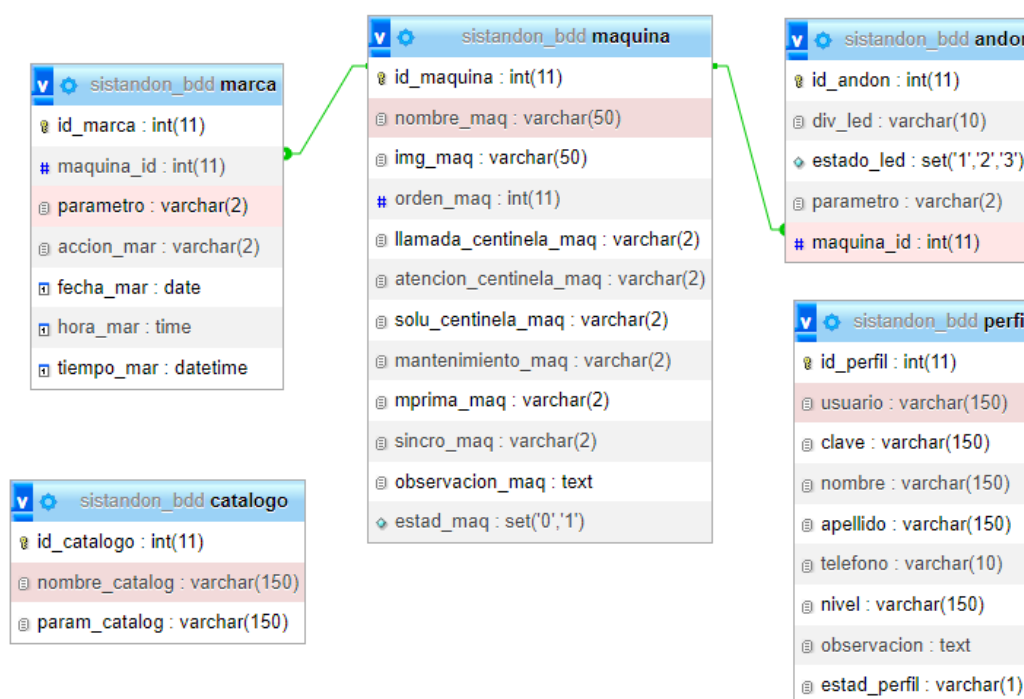 sistandon_bdd marca
id_marca : int(11)
maquina_id : int(11)
parametro : varchar(2)
accion_mar : varchar(2)
fecha_mar : date
hora_mar : time
tiempo_mar : datetime
sistandon_bdd catalogo
id_catalogo : int(11)
nombre_catalog : varchar(150)
param_catalog : varchar(150)
sistandon_bdd maquina
id_maquina : int(11)
nombre_maq : varchar(50)
img_maq : varchar(50)
orden_maq : int(11)
llamada_centinela_maq : varchar(2)
atencion_centinela_maq : varchar(2)
solu_centinela_maq : varchar(2)
mantenimiento_maq : varchar(2)
mprima_maq : varchar(2)
sincro_maq : varchar(2)
observacion_maq : text
estad_maq : set('0','1')
sistandon_bdd andon
id_andon : int(11)
div_led : varchar(10)
estado_led : set('1','2','3')
parametro : varchar(2)
maquina_id : int(11)
sistandon_bdd perfi
id_perfil : int(11)
usuario : varchar(150)
clave : varchar(150)
nombre : varchar(150)
apellido : varchar(150)
telefono : varchar(10)
nivel : varchar(150)
observacion : text
estad_perfil : varchar(1)